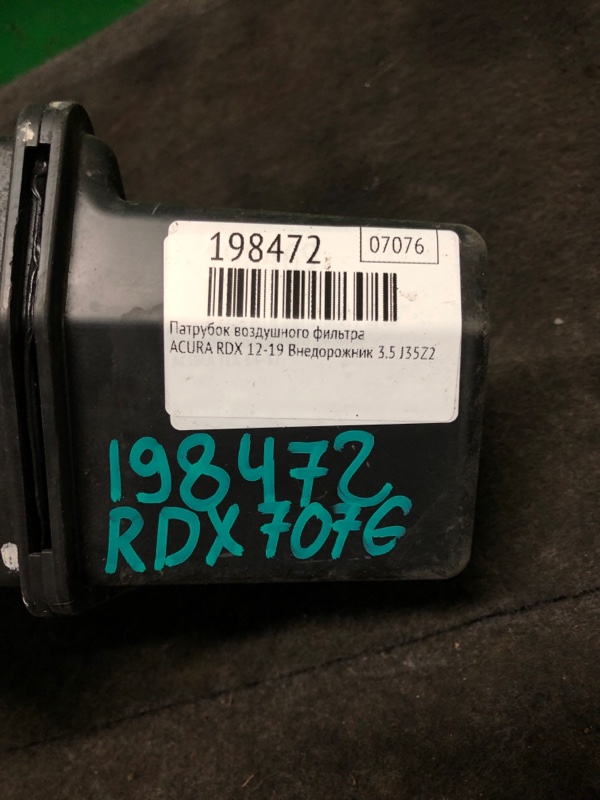 198472 07076
Патрубок воздушного фильтра
ACURA RDX 12-19 Внедорожник 3.5 J35Z2
198472
RDX 7076